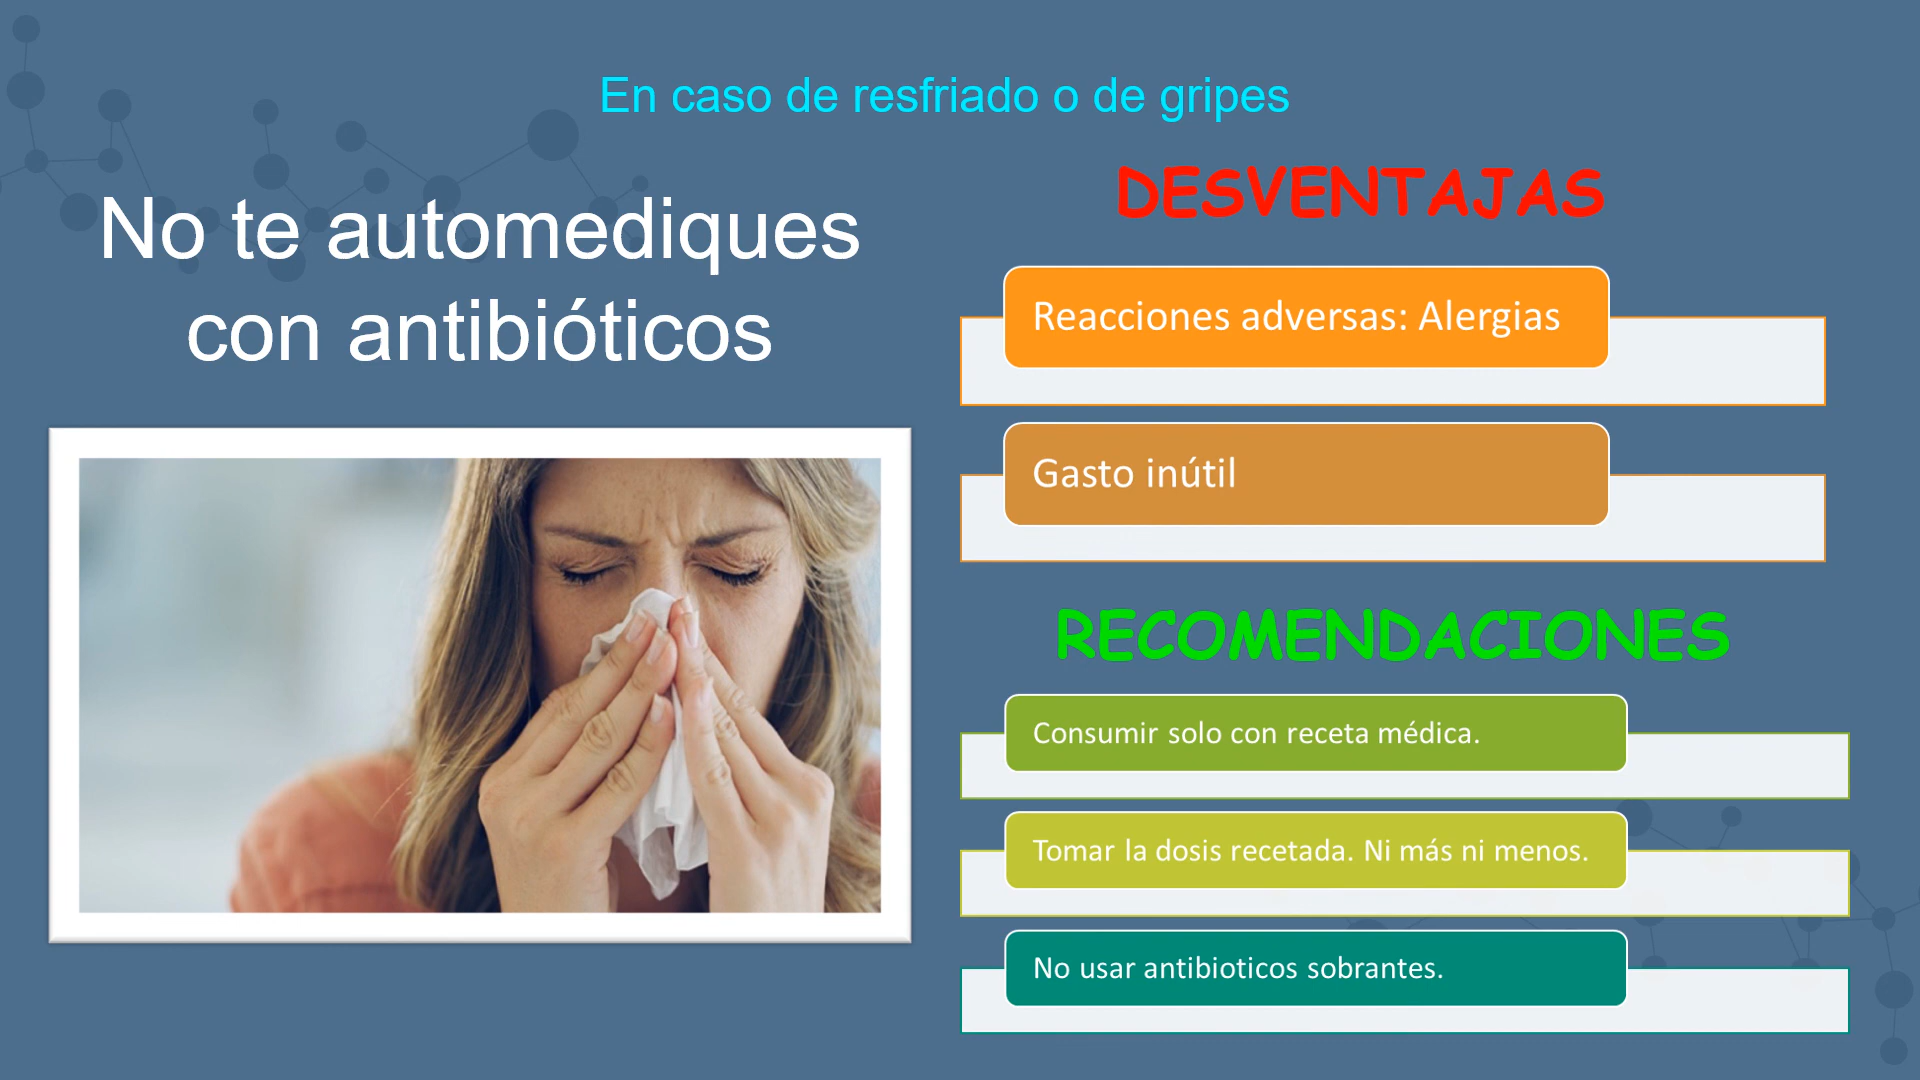 En caso de resfriado o de gripes
No te automediques
con antibióticos
DESVENTAJAS
Reacciones adversas: Alergias
Gasto inútil
RECOMENDACIONES
Consumir solo con receta médica.
Tomar la dosis recetada. Ni más ni menos.
No usar antibioticos sobrantes.